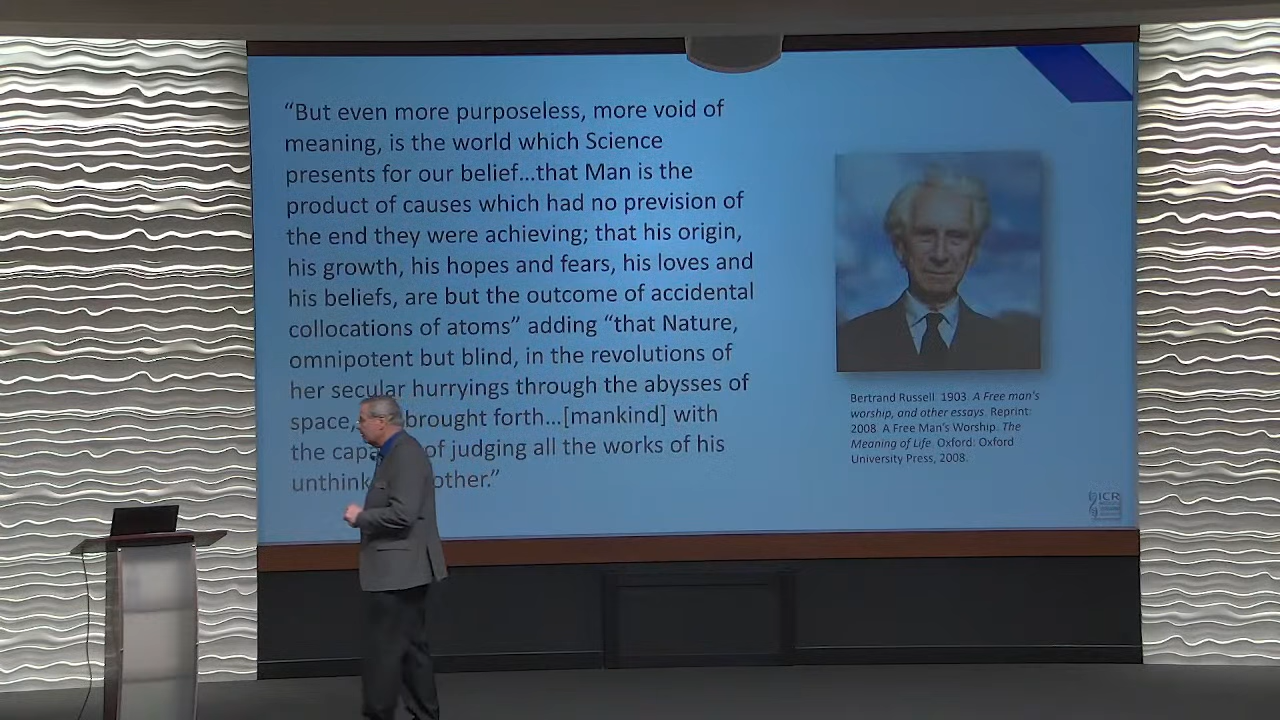 “But even more purposeless, more void of
meaning, is the world which Science
presents for our belief...that Man is the
product of causes which had no prevision of
the end they were achieving; that his origin,
his growth, his hopes and fears, his loves and
his beliefs, are but the outcome of accidental
collocations of atoms” adding “that Nature,
omnipotent but blind, in the revolutions of
her secular hurryings through the abysses of
space, brought forth...[mankind] with
the of judging all the works of his
Bertrand Russell. 1903. A Free man's
worship, and other essays. Reprint:
2008. A Free Man's Worship. The
Meaning of Life. Oxford: Oxford
University Press, 2008.
ICR